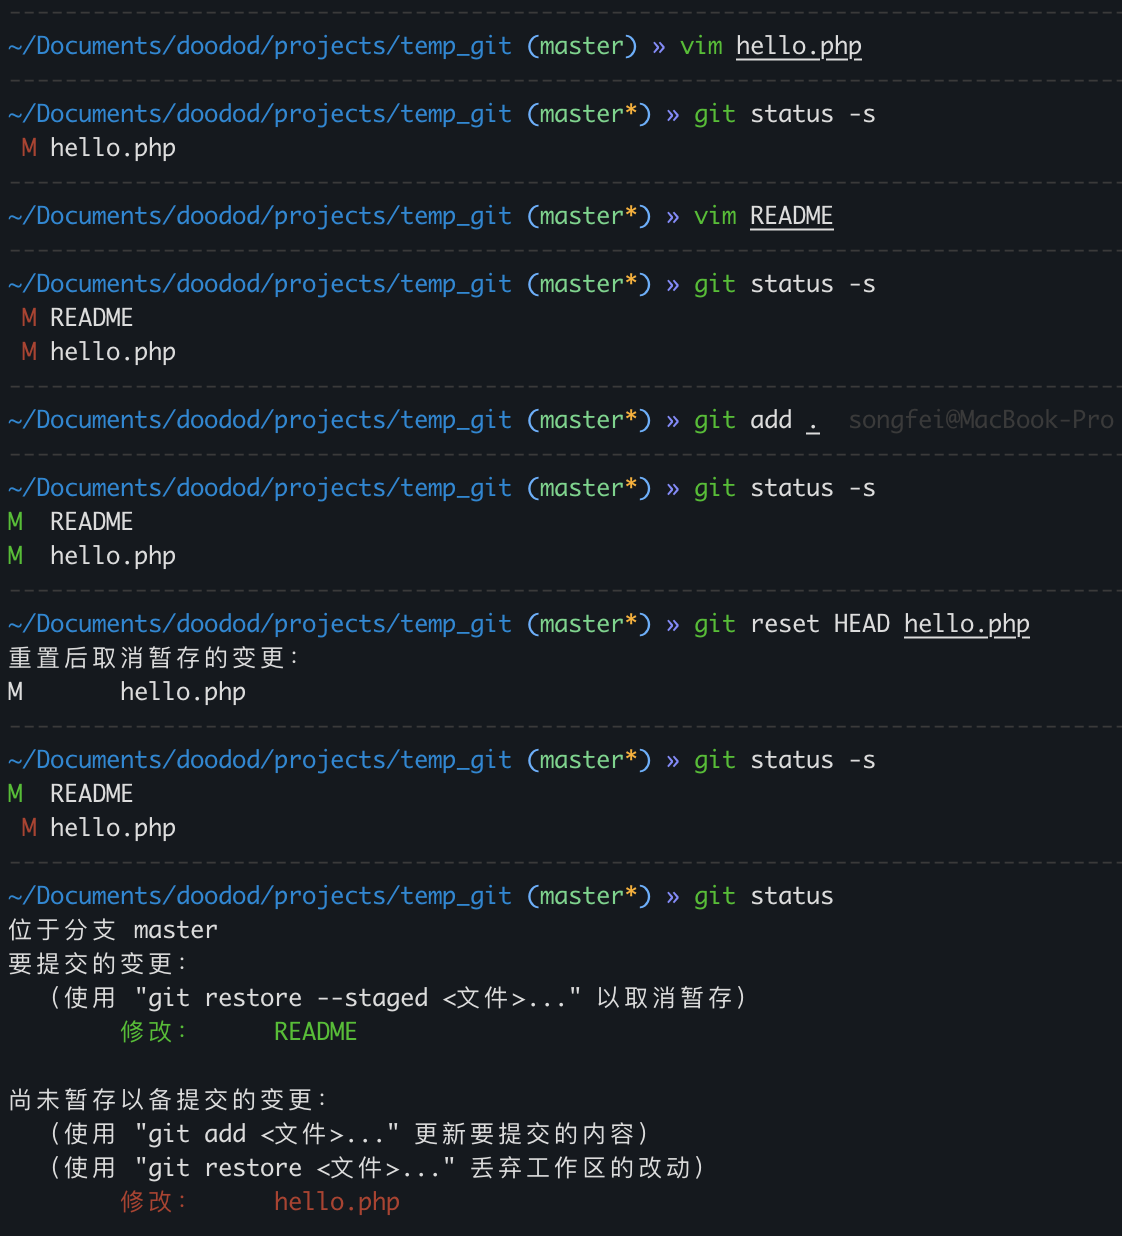 ~/Documents/doodod/projects/temp_git (master) » vim hello.php
~/Documents/doodod/projects/temp_git (master*) » git status -s
 M hello.php
~/Documents/doodod/projects/temp_git (master*) » vim README
~/Documents/doodod/projects/temp_git (master*) » git status -s
 M README
 M hello.php
~/Documents/doodod/projects/temp_git (master*) » git add .  songfei@MacBook-Pro
~/Documents/doodod/projects/temp_git (master*) » git status -s
M  README
M  hello.php
~/Documents/doodod/projects/temp_git (master*) » git reset HEAD hello.php
重置后取消暂存的变更：
M       hello.php
~/Documents/doodod/projects/temp_git (master*) » git status -s
M  README
 M hello.php
~/Documents/doodod/projects/temp_git (master*) » git status
位于分支 master
要提交的变更：
  （使用 "git restore --staged <文件>..." 以取消暂存）
        修改：      README
尚未暂存以备提交的变更：
  （使用 "git add <文件>..." 更新要提交的内容）
  （使用 "git restore <文件>..." 丢弃工作区的改动）
        修改：      hello.php